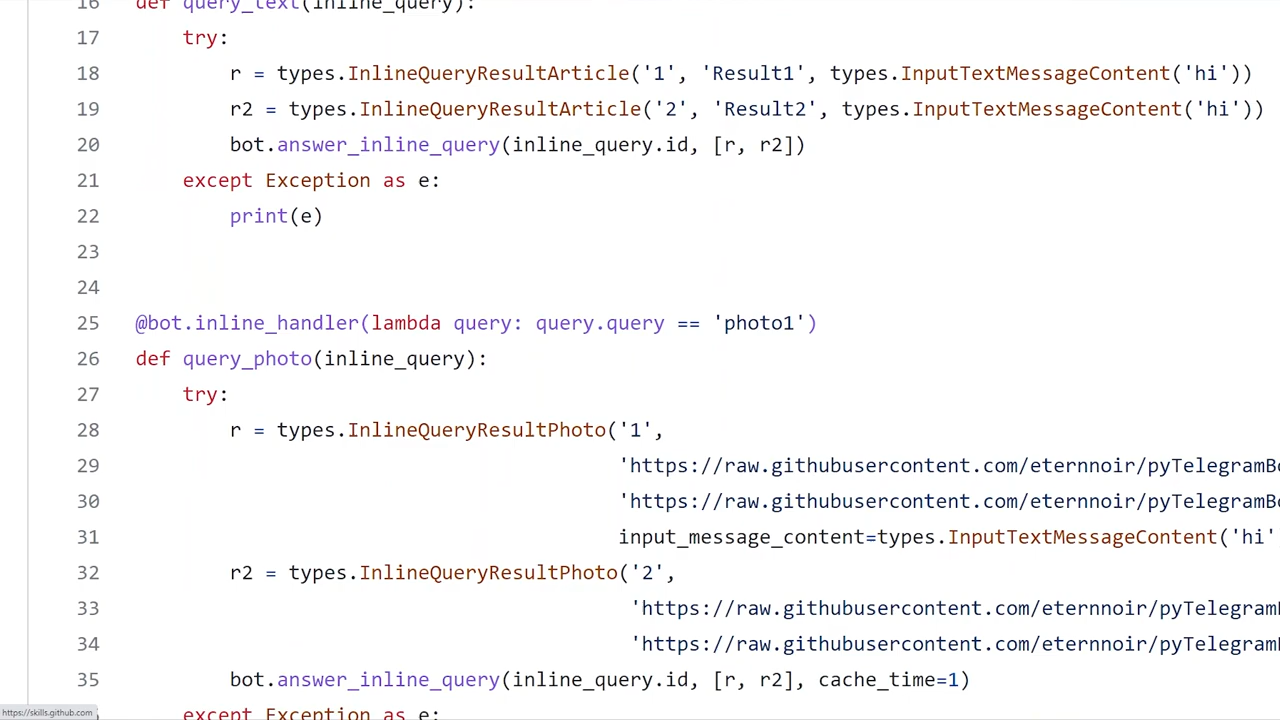 16 def query_text(inline_query):
17 try:
18 r = types.InlineQueryResultArticle('1', 'Result1', types.InputTextMessageContent('hi'))
19 r2 = types.InlineQueryResultArticle('2', 'Result2', types.InputTextMessageContent('hi'))
20 bot.answer_inline_query(inline_query.id, [r, r2])
21 except Exception as e:
22 print(e)
23
24
25 @bot.inline_handler(lambda query: query.query == 'photo1')
26 def query_photo(inline_query):
27 try:
28 r = types.InlineQueryResultPhoto('1',
29 'https://raw.githubusercontent.com/eternnoir/pyTelegramBo
30 'https://raw.githubusercontent.com/eternnoir/pyTelegramBo
31 input_message_content=types.InputTextMessageContent('hi'
32 r2 = types.InlineQueryResultPhoto('2',
33 'https://raw.githubusercontent.com/eternnoir/pyTelegramB
34 'https://raw.githubusercontent.com/eternnoir/pyTelegramB
35 bot.answer_inline_query(inline_query.id, [r, r2], cache_time=1)
except Exception as e:
https://skills.github.com